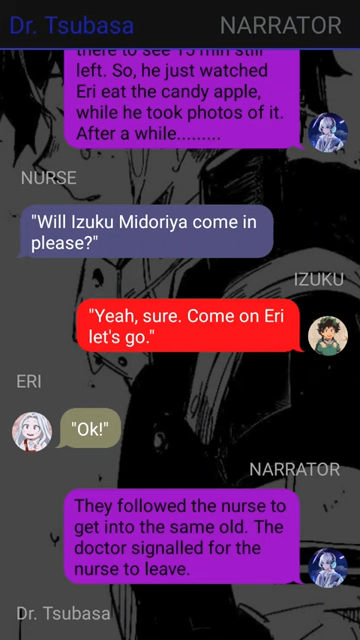 Dr. Tsubasa NARRATOR
there to see 15 min still
left. So, he just watched
Eri eat the candy apple,
while he took photos of it.
After a while.........
NURSE
"Will Izuku Midoriya come in
please?"
IZUKU
"Yeah, sure. Come on Eri
let's go."
ERI
"Ok!"
NARRATOR
They followed the nurse to
get into the same old. The
doctor signalled for the
nurse to leave.
Dr. Tsubasa